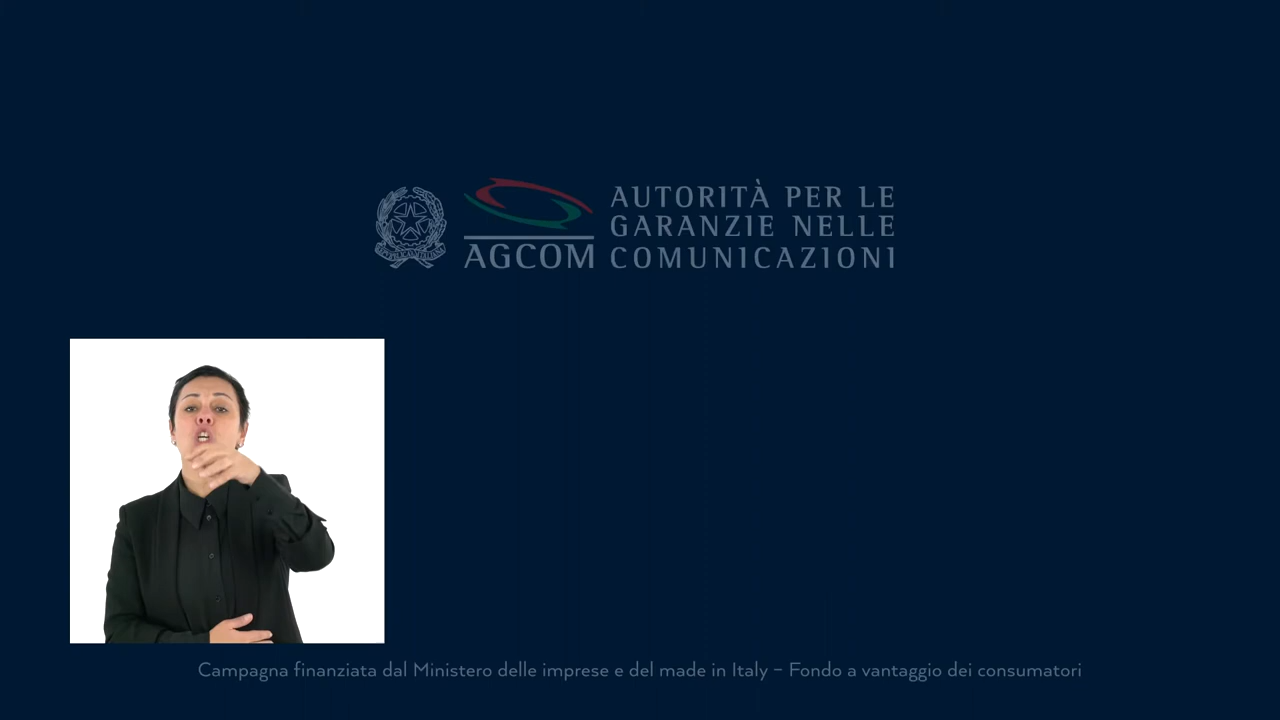 AGCOM
AUTORITÀ PER LE
GARANZIE NELLE
COMUNICAZIONI
Campagna finanziata dal Ministero delle imprese e del made in Italy – Fondo a vantaggio dei consumatori